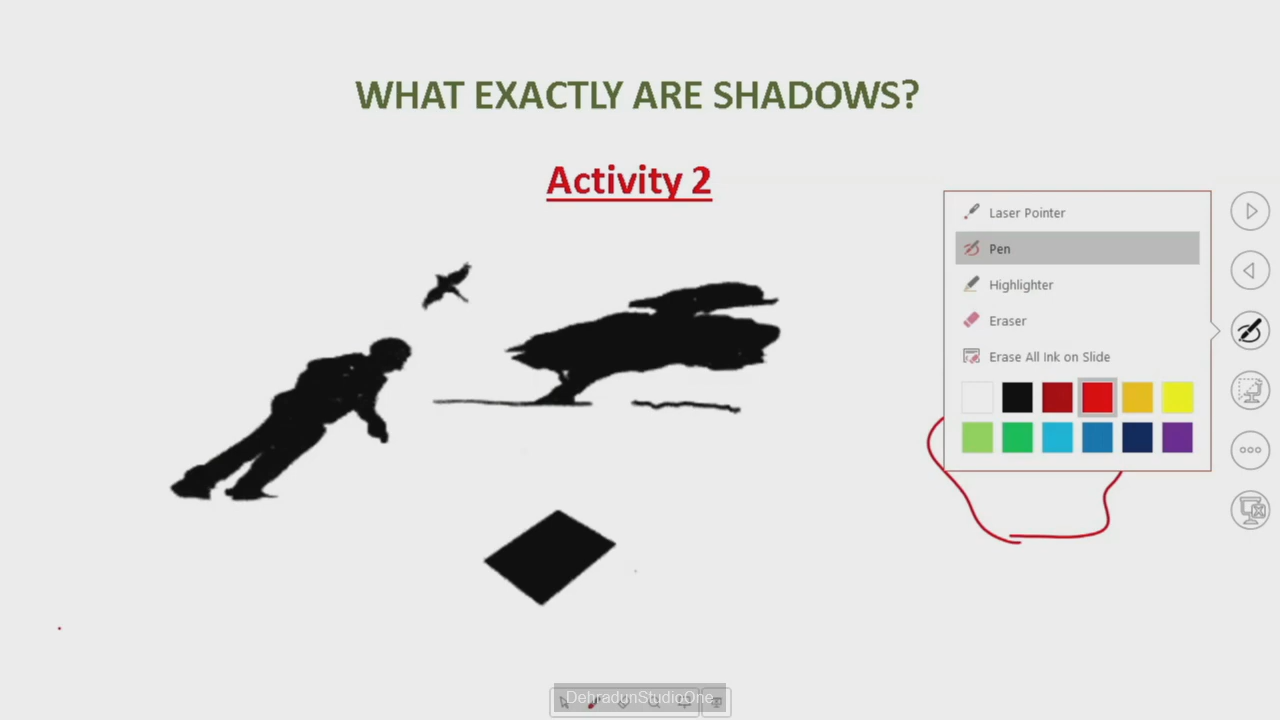 WHAT EXACTLY ARE SHADOWS?
Activity 2
Laser Pointer
Pen
Highlighter
Eraser
Erase All Ink on Slide
DehradunStudioOne